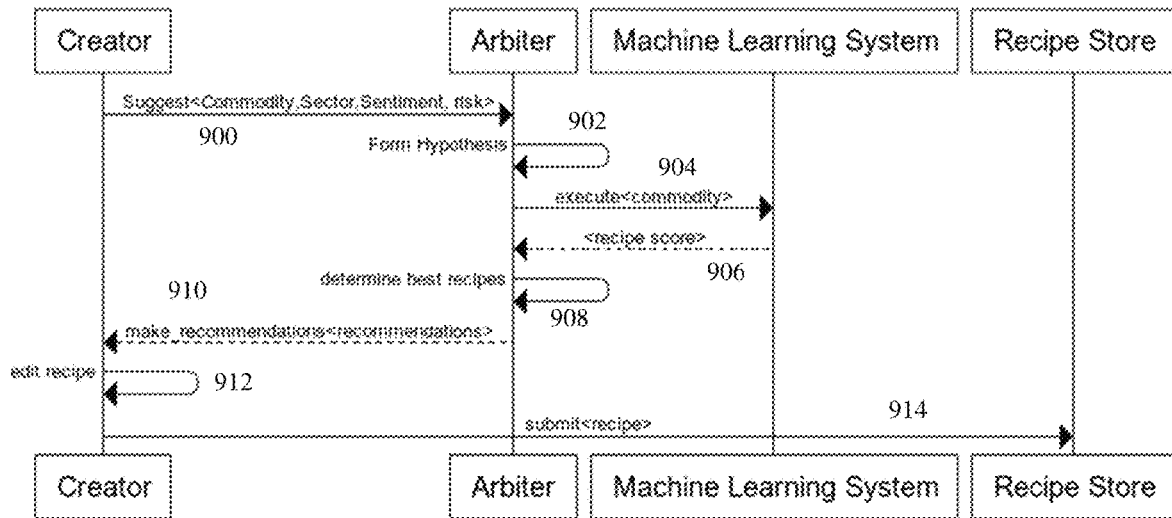 Creator
Arbiter
Machine Learning System
Recipe Store
Suggest<Commodity,Sector,Sentiment, risk>
900
902
Form Hypothesis
904
execute<commodity>
<recipe score>
906
determine best recipes
908
910
make_recommendations<recommendations>
edit recipe
912
914
submit<recipe>
Creator
Arbiter
Machine Learning System
Recipe Store